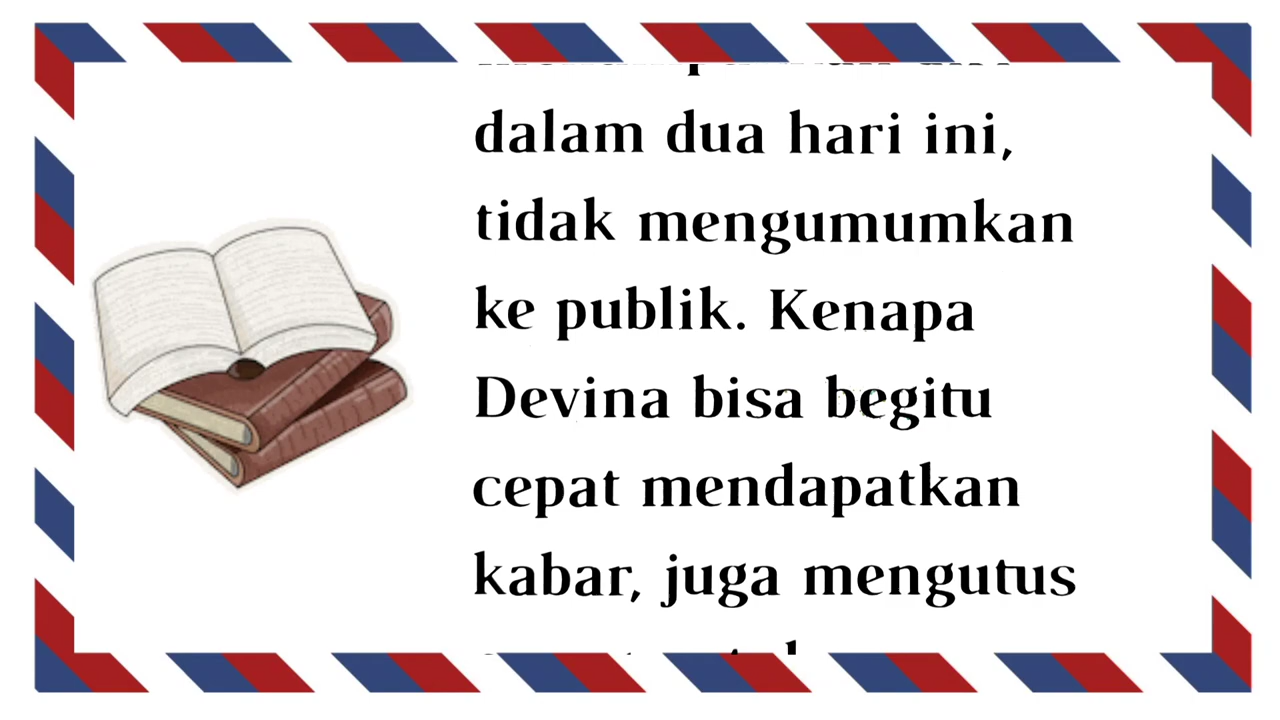 dalam dua hari ini,
tidak mengumumkan
ke publik. Kenapa
Devina bisa begitu
cepat mendapatkan
kabar, juga mengutus